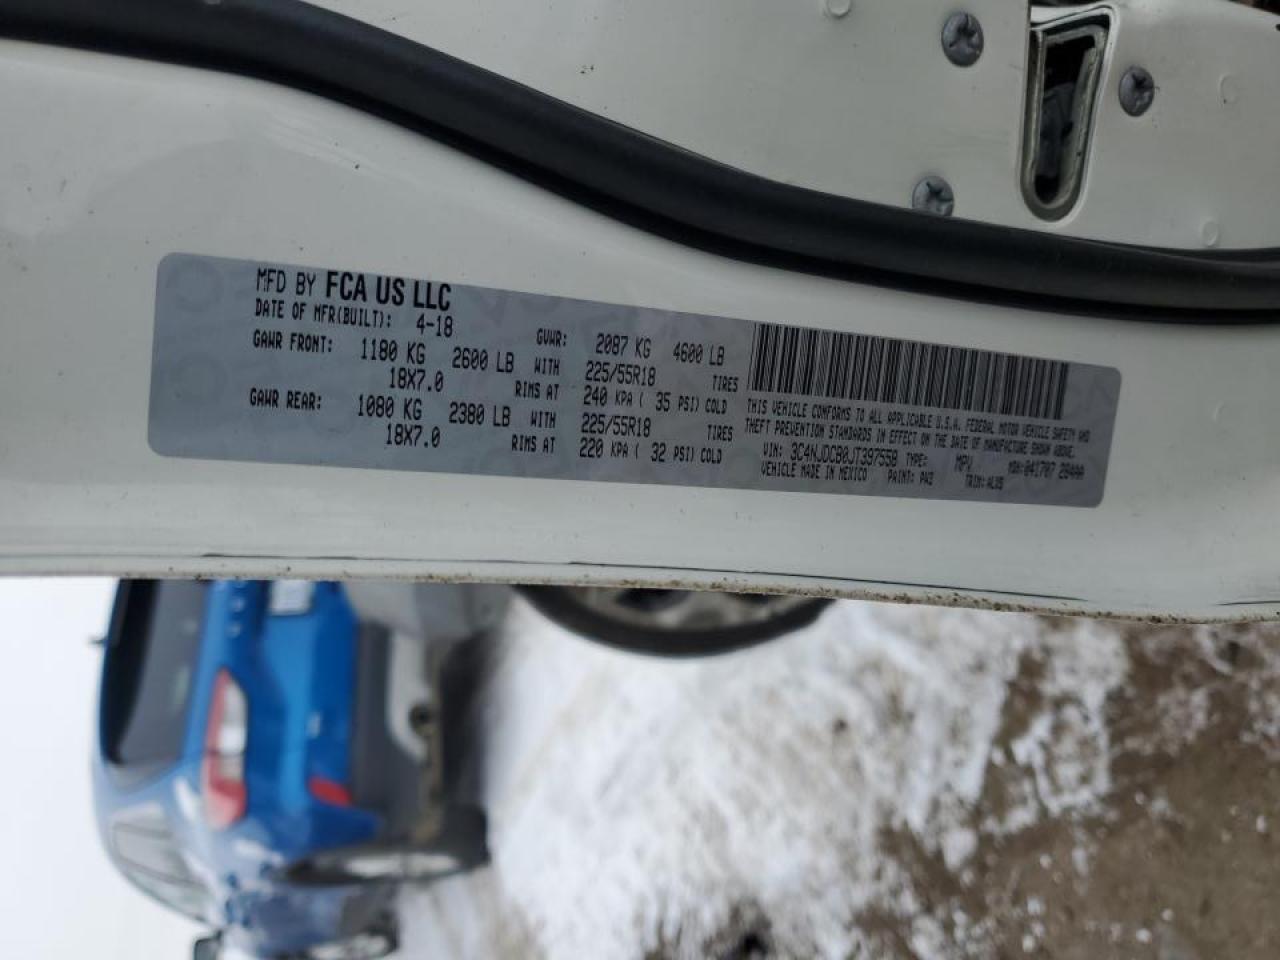 MFD BY FCA US LLC
DATE OF MFR(BUILT): 4-18 GVWR: 2087 KG 4600 LB
GAWR FRONT: 1180 KG 2600 LB WITH 225/55R18 TIRES
18X7.0 RIMS AT 240 KPA ( 35 PSI) COLD
GAWR REAR: 1080 KG 2380 LB WITH 225/55R18 TIRES
18X7.0 RIMS AT 220 KPA ( 32 PSI) COLD
THIS VEHICLE CONFORMS TO ALL APPLICABLE U.S.A. FEDERAL MOTOR VEHICLE SAFETY AND
THEFT PREVENTION STANDARDS IN EFFECT ON THE DATE OF MANUFACTURE SHOWN ABOVE.
VIN: 3C4NJDCB0JT397558 TYPE: MPV MDH: 041707 284AAA
VEHICLE MADE IN MEXICO PAINT: PW3 TRIM: